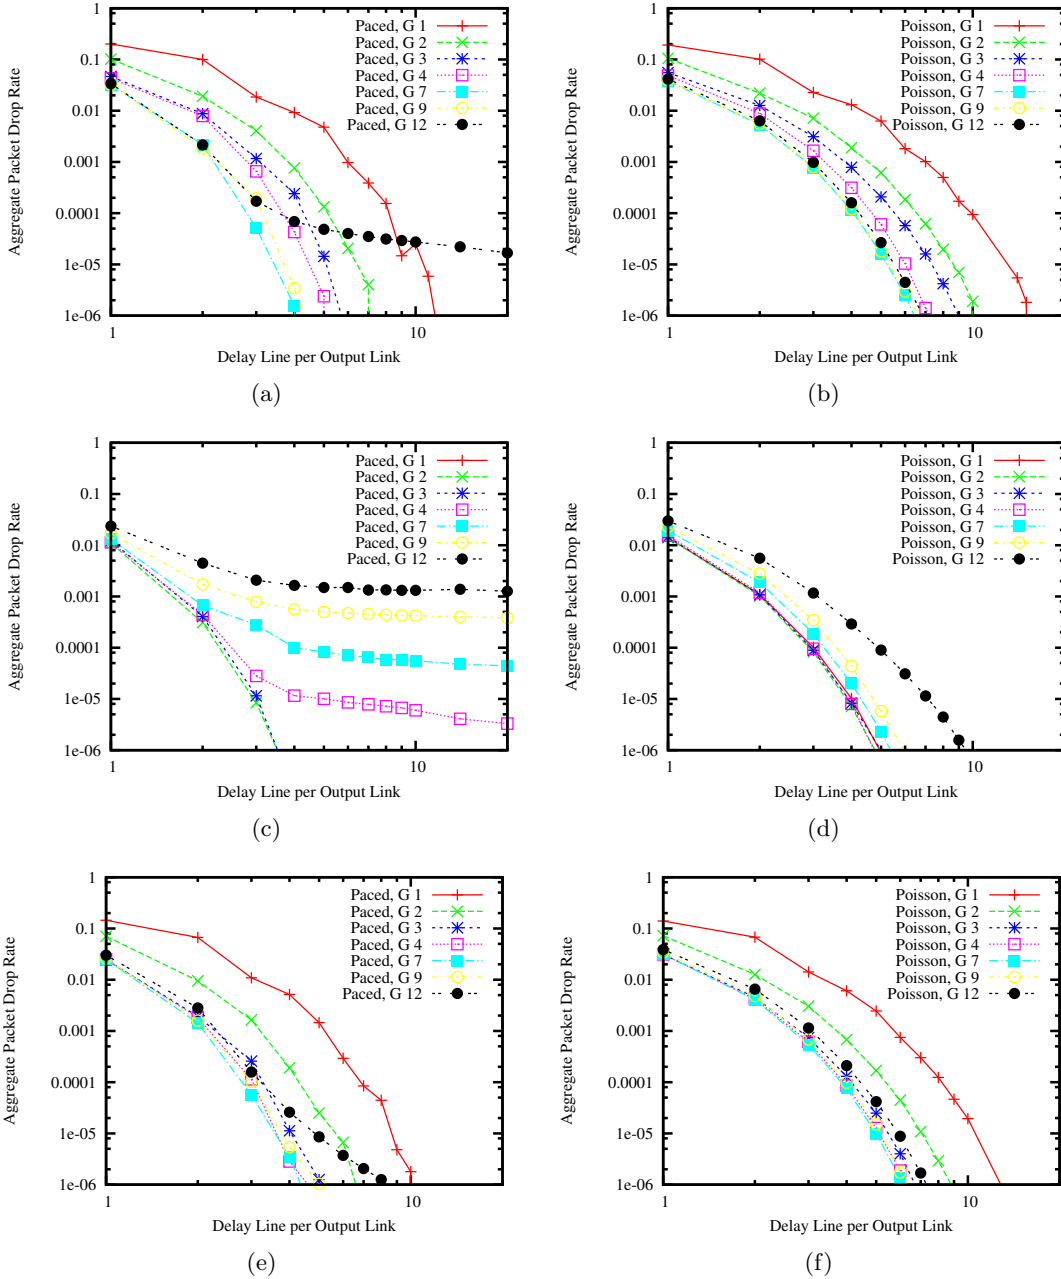 1
0.1
0.01
0.001
0.0001
1e-05
1e-06
1
10
Aggregate Packet Drop Rate
Delay Line per Output Link
Paced, G 1
Paced, G 2
Paced, G 3
Paced, G 4
Paced, G 7
Paced, G 9
Paced, G 12
(a)
1
0.1
0.01
0.001
0.0001
1e-05
1e-06
1
10
Aggregate Packet Drop Rate
Delay Line per Output Link
Poisson, G 1
Poisson, G 2
Poisson, G 3
Poisson, G 4
Poisson, G 7
Poisson, G 9
Poisson, G 12
(b)
1
0.1
0.01
0.001
0.0001
1e-05
1e-06
1
10
Aggregate Packet Drop Rate
Delay Line per Output Link
Paced, G 1
Paced, G 2
Paced, G 3
Paced, G 4
Paced, G 7
Paced, G 9
Paced, G 12
(c)
1
0.1
0.01
0.001
0.0001
1e-05
1e-06
1
10
Aggregate Packet Drop Rate
Delay Line per Output Link
Poisson, G 1
Poisson, G 2
Poisson, G 3
Poisson, G 4
Poisson, G 7
Poisson, G 9
Poisson, G 12
(d)
1
0.1
0.01
0.001
0.0001
1e-05
1e-06
1
10
Aggregate Packet Drop Rate
Delay Line per Output Link
Paced, G 1
Paced, G 2
Paced, G 3
Paced, G 4
Paced, G 7
Paced, G 9
Paced, G 12
(e)
1
0.1
0.01
0.001
0.0001
1e-05
1e-06
1
10
Aggregate Packet Drop Rate
Delay Line per Output Link
Poisson, G 1
Poisson, G 2
Poisson, G 3
Poisson, G 4
Poisson, G 7
Poisson, G 9
Poisson, G 12
(f)